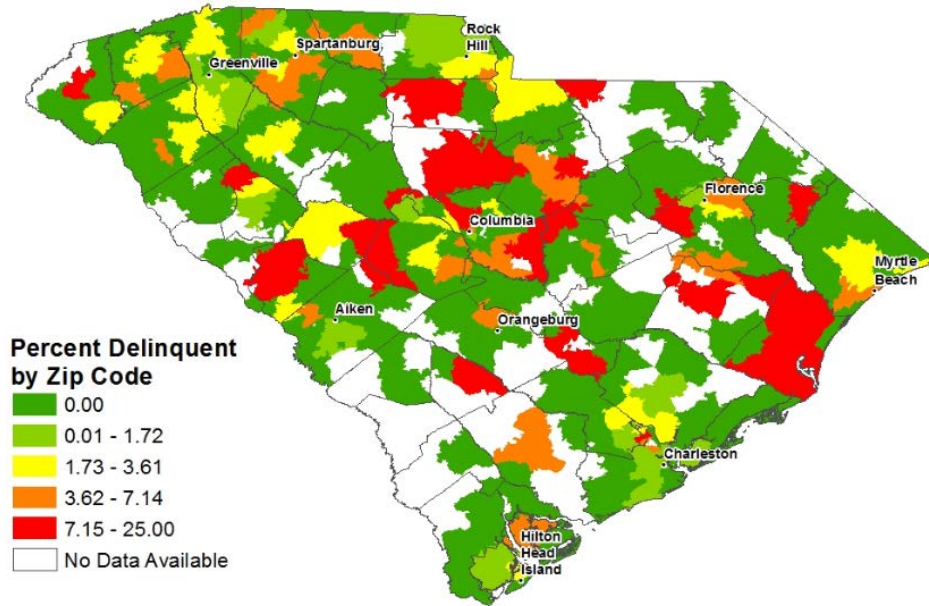 Rock
Hill
Spartanburg
Greenville
Florence
Columbia
Myrtle
Beach
Aiken
Orangeburg
Charleston
Hilton
Head
Island
Percent Delinquent
by Zip Code
0.00
0.01 - 1.72
1.73 - 3.61
3.62 - 7.14
7.15 - 25.00
No Data Available